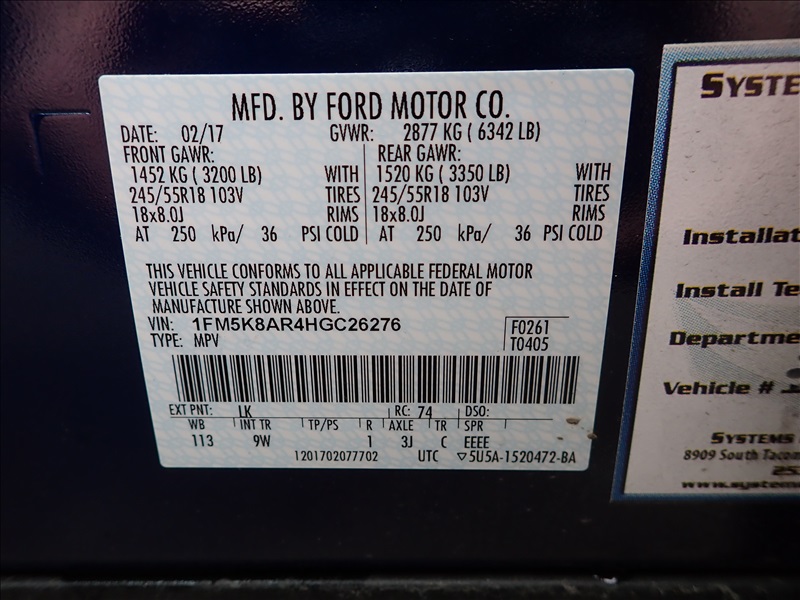 MFD. BY FORD MOTOR CO.
DATE: 02/17 GVWR: 2877 KG ( 6342 LB)
FRONT GAWR: REAR GAWR:
1452 KG ( 3200 LB) WITH 1520 KG ( 3350 LB) WITH
245/55R18 103V TIRES 245/55R18 103V TIRES
18x8.0J RIMS 18x8.0J RIMS
AT 250 kPa/ 36 PSI COLD AT 250 kPa/ 36 PSI COLD
THIS VEHICLE CONFORMS TO ALL APPLICABLE FEDERAL MOTOR
VEHICLE SAFETY STANDARDS IN EFFECT ON THE DATE OF
MANUFACTURE SHOWN ABOVE.
VIN: 1FM5K8AR4HGC26276 F0261
TYPE: MPV T0405
EXT PNT: LK RC: 74 DSO:
WB INT TR TP/PS R AXLE TR SPR
113 9W 1 3J C EEEE
1201702077702 UTC ▽5U5A-1520472-BA
SYSTE
Installat
Install Te
Departme
Vehicle #
SYSTEMS
8909 South Tacom
25
www.system